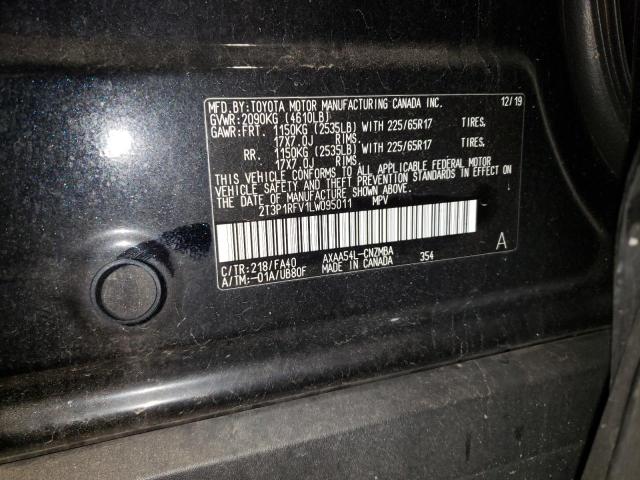 MFD.BY:TOYOTA MOTOR MANUFACTURING CANADA INC. 12/19
GVWR:2090KG (4610LB)
GAWR:FRT. 1150KG (2535LB) WITH 225/65R17 TIRES,
17X7.0J RIMS.
RR. 1150KG (2535LB) WITH 225/65R17 TIRES,
17X7.0J RIMS.
THIS VEHICLE CONFORMS TO ALL APPLICABLE FEDERAL MOTOR
VEHICLE SAFETY AND THEFT PREVENTION STANDARDS IN EFFECT ON
THE DATE OF MANUFACTURE SHOWN ABOVE.
2T3P1RFV1LW095011 MPV
A
C/TR:218/FA40 AXAA54L-CNZMBA 354
A/TM:-01A/UB80F MADE IN CANADA